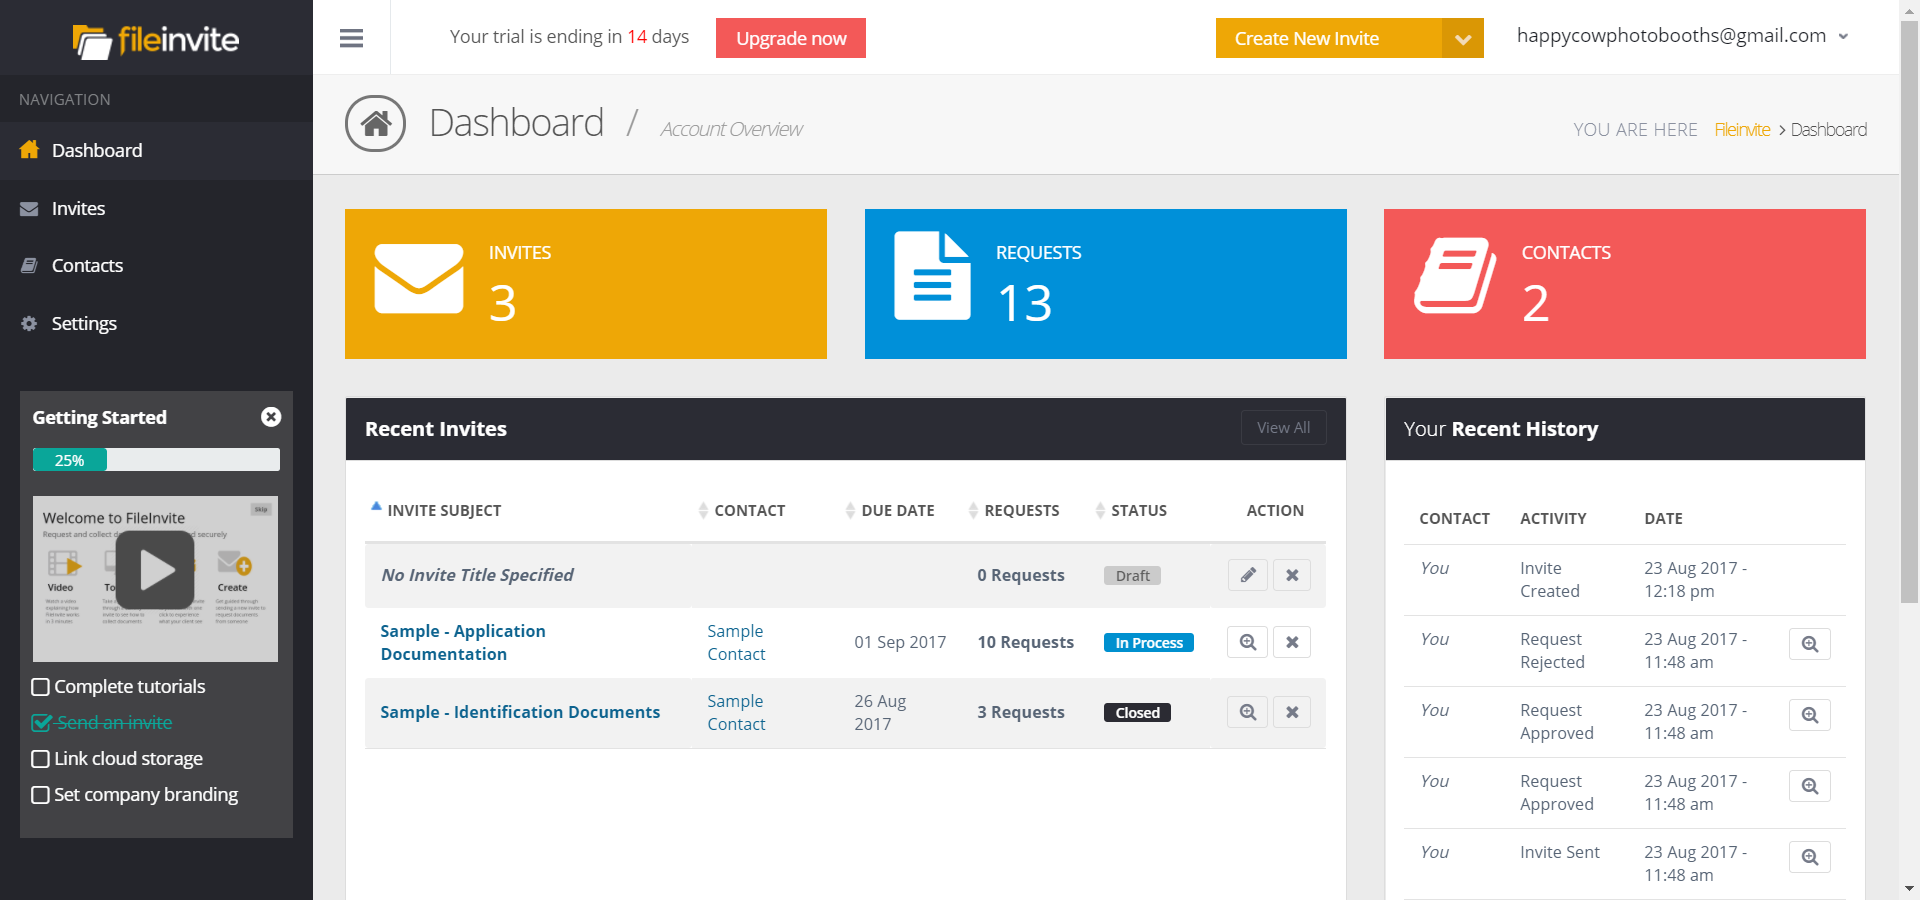 fileinvite
Your trial is ending in 14 days
Upgrade now
Create New Invite
happycowphotobooths@gmail.com
NAVIGATION
Dashboard
Invites
Contacts
Settings
Dashboard / Account Overview
YOU ARE HERE FileInvite > Dashboard
INVITES
3
REQUESTS
13
CONTACTS
2
Getting Started
25%
Welcome to FileInvite
Skip
Request and collect
securely
Video
Create
Complete tutorials
Send an invite
Link cloud storage
Set company branding
Recent Invites
View All
INVITE SUBJECT CONTACT DUE DATE REQUESTS STATUS ACTION
No Invite Title Specified 0 Requests Draft
Sample - Application Documentation Sample Contact 01 Sep 2017 10 Requests In Process
Sample - Identification Documents Sample Contact 26 Aug 2017 3 Requests Closed
Your Recent History
CONTACT ACTIVITY DATE
You Invite Created 23 Aug 2017 - 12:18 pm
You Request Rejected 23 Aug 2017 - 11:48 am
You Request Approved 23 Aug 2017 - 11:48 am
You Request Approved 23 Aug 2017 - 11:48 am
You Invite Sent 23 Aug 2017 - 11:48 am